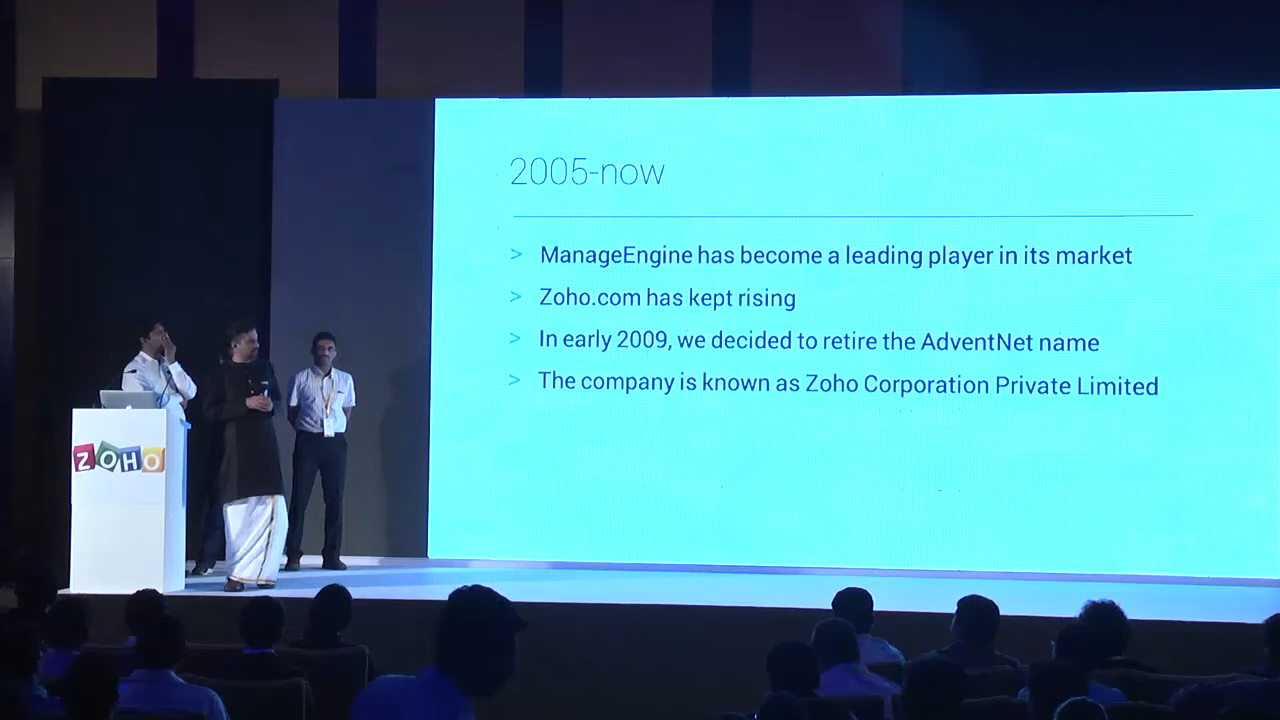 2005-now
> ManageEngine has become a leading player in its market
> Zoho.com has kept rising
> In early 2009, we decided to retire the AdventNet name
> The company is known as Zoho Corporation Private Limited
ZOHO